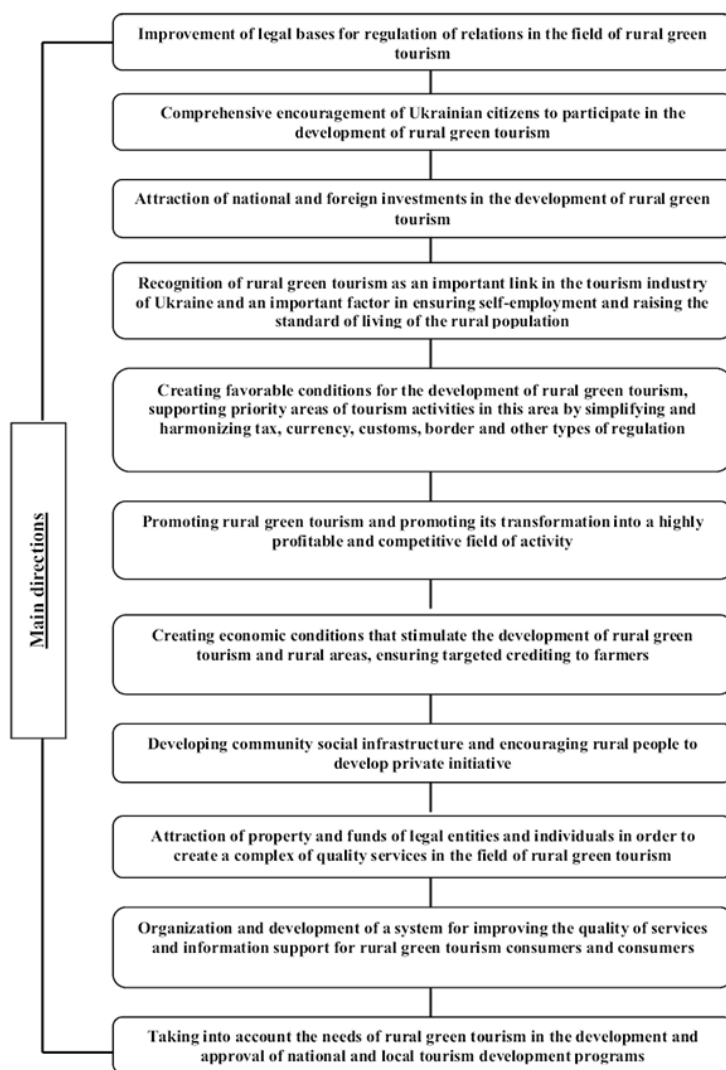 Improvement of legal bases for regulation of relations in the field of rural green
tourism
Comprehensive encouragement of Ukrainian citizens to participate in the
development of rural green tourism
Attraction of national and foreign investments in the development of rural green
tourism
Recognition of rural green tourism as an important link in the tourism industry
of Ukraine and an important factor in ensuring self-employment and raising the
standard of living of the rural population
Creating favorable conditions for the development of rural green tourism,
supporting priority areas of tourism activities in this area by simplifying and
harmonizing tax, currency, customs, border and other types of regulation
Main directions
Promoting rural green tourism and promoting its transformation into a highly
profitable and competitive field of activity
Creating economic conditions that stimulate the development of rural green
tourism and rural areas, ensuring targeted crediting to farmers
Developing community social infrastructure and encouraging rural people to
develop private initiative
Attraction of property and funds of legal entities and individuals in order to
create a complex of quality services in the field of rural green tourism
Organization and development of a system for improving the quality of services
and information support for rural green tourism consumers and consumers
Taking into account the needs of rural green tourism in the development and
approval of national and local tourism development programs